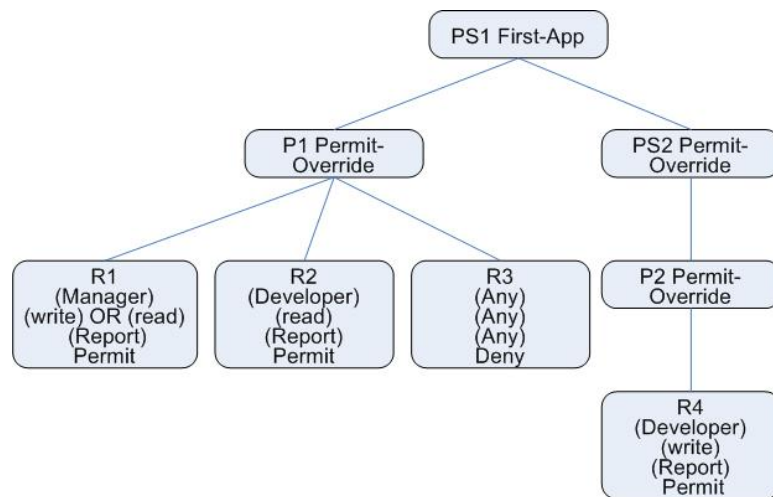 PS1 First-App
P1 Permit-
Override
PS2 Permit-
Override
R1
(Manager)
(write) OR (read)
(Report)
Permit
R2
(Developer)
(read)
(Report)
Permit
R3
(Any)
(Any)
(Any)
Deny
P2 Permit-
Override
R4
(Developer)
(write)
(Report)
Permit